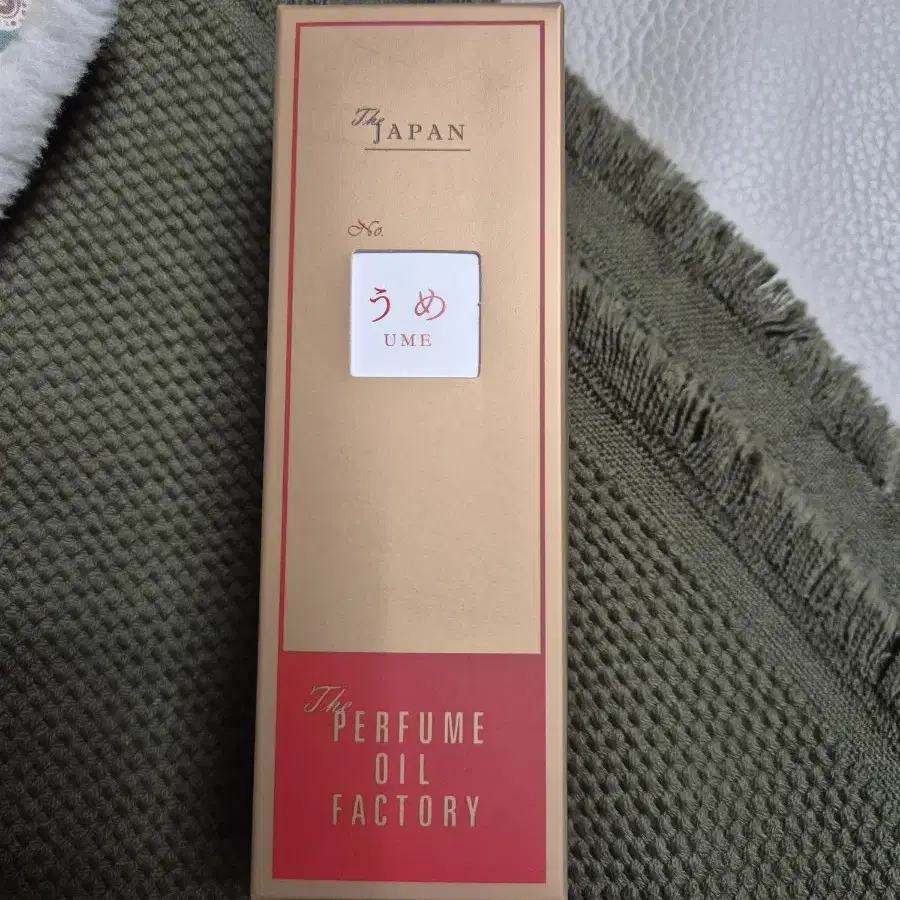 The
JAPAN
No.
うめ
UME
The
PERFUME
OIL
FACTORY